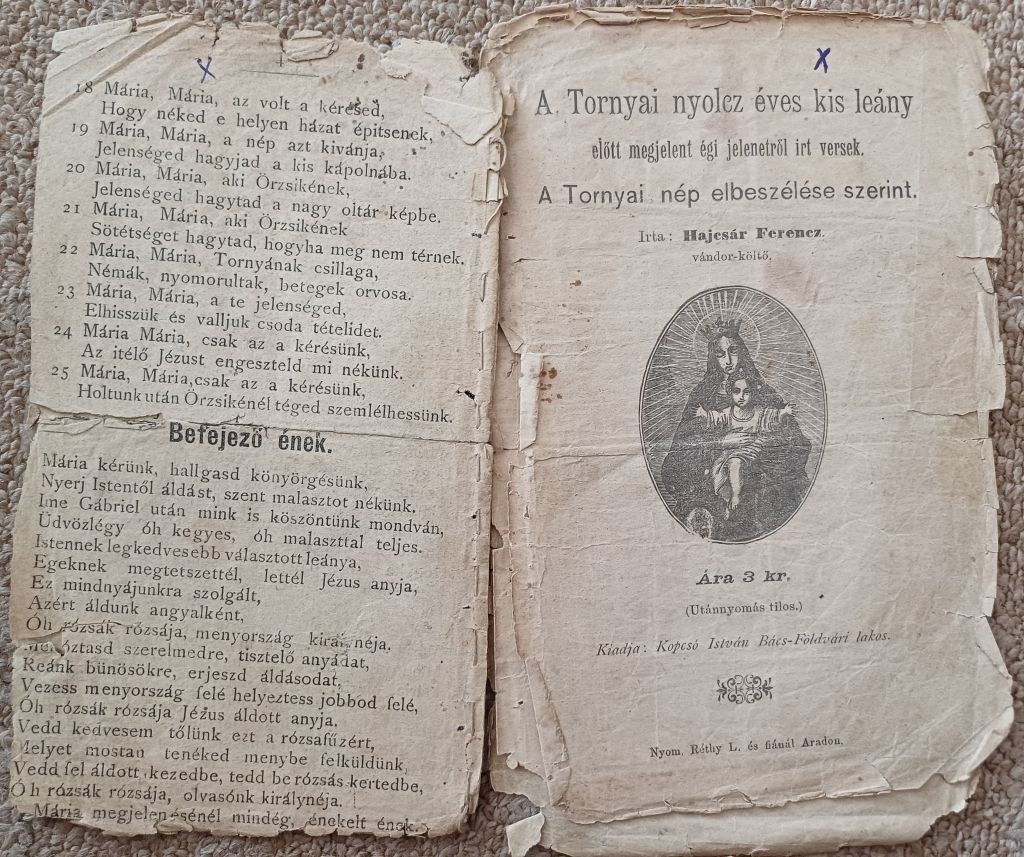 18 Mária, Mária, az volt a kérésed,
Hogy néked e helyen házat épitsenek,
19 Mária, Mária, a nép azt kivánja,
Jelenséged hagyjad a kis kápolnába.
20 Mária, Mária, aki Örzsikének,
Jelenséged hagytad a nagy oltár képbe.
21 Mária, Mária, aki Örzsikének
Sötétséget hagytad, hogyha meg nem térnek.
22 Mária, Mária, Tornyának csillaga,
Némák, nyomorultak, betegek orvosa.
23 Mária, Mária, a te jelenséged,
Elhisszük és valljuk csoda tételidet.
24 Mária Mária, csak az a kérésünk,
Az itélő Jézust engeszteld mi nékünk.
25 Mária, Mária, csak az a kérésünk,
Holtunk után Örzsikénél téged szemlélhessünk.
Befejező ének.
Mária kérünk, hallgasd könyörgésünk,
Nyerj Istentől áldást, szent malasztot nékünk.
Ime Gábriel után mink is köszöntünk mondván,
Üdvözlégy óh kegyes, óh malaszttal teljes.
Istennek legkedvesebb választott leánya,
Egeknek megtetszettél, lettél Jézus anyja,
Ez mindnyájunkra szolgált,
Azért áldunk angyalként,
Óh rózsák rózsája, menyország királynéja.
szerelmedre, tisztelő anyádat,
Reánk bünösökre, erjeszd áldásodat,
Vezess menyország felé helyeztess jobbod felé,
Óh rózsák rózsája Jézus áldott anyja.
Vedd kedvesem tőlünk ezt a rózsafűzért,
Melyet mostan tenéked menybe felküldünk,
Vedd fel áldott kezedbe, tedd be rózsás kertedbe,
Óh rózsák rózsája, olvasónk királynéja.
Mária megjelenésénél mindég, énekelt ének.
x
A Tornyai nyolcz éves kis leány
előtt megjelent égi jelenetről irt versek.
A Tornyai nép elbeszélése szerint.
Irta: Hajcsár Ferencz.
vándor-költő.
Ára 3 kr.
(Utánnyomás tilos.)
Kiadja: Kopcsó István Bács-Földvári lakos.
Nyom. Réthy L. és fiánál Aradon.